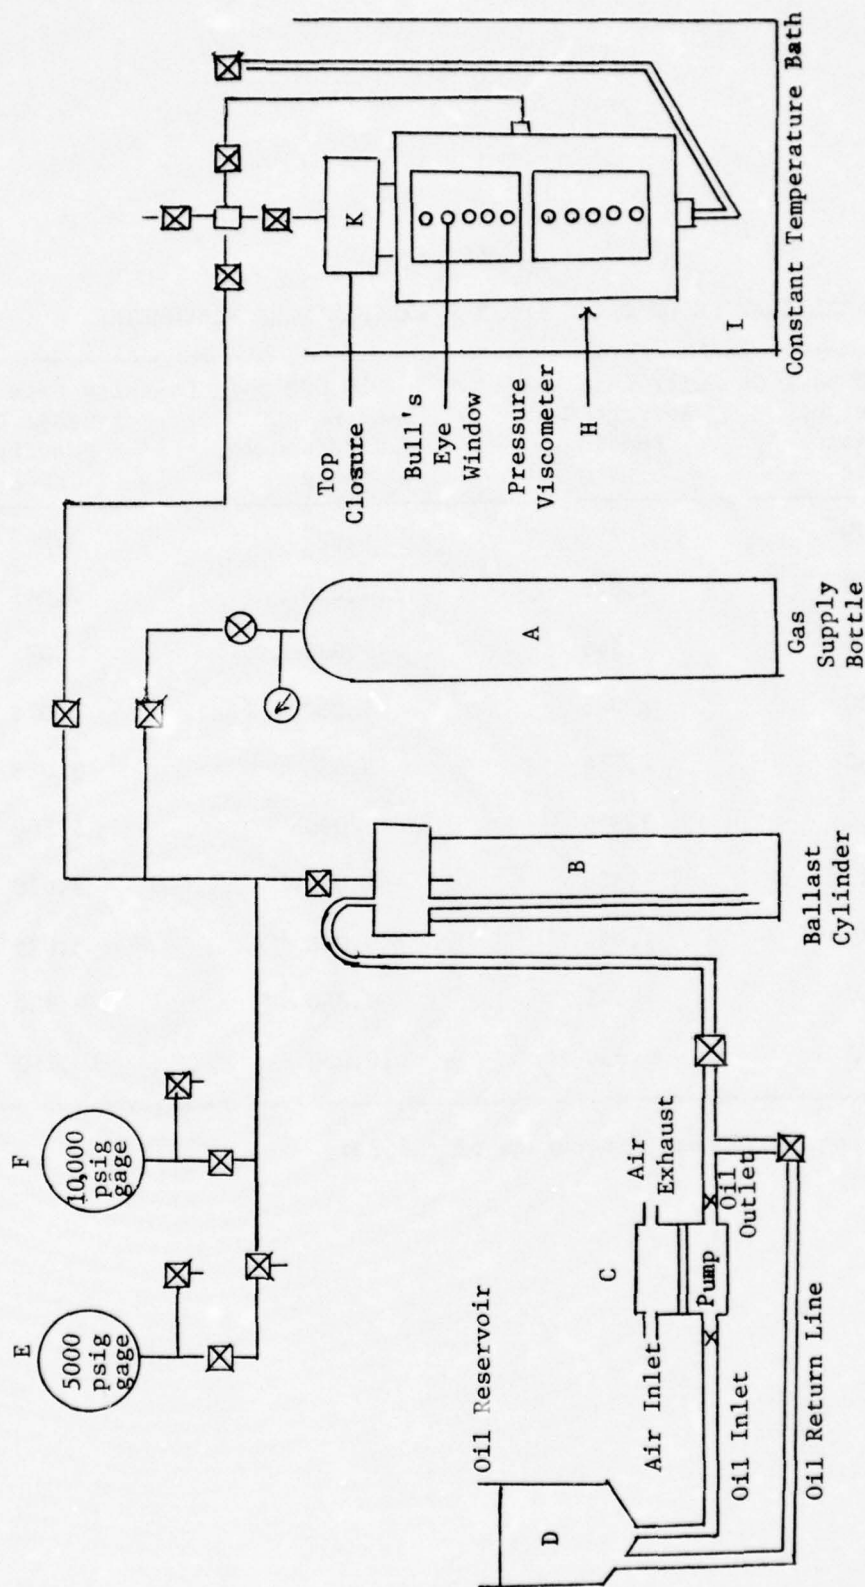 E
5000
psig
gage
F
10,000
psig
gage
Oil Reservoir
D
Air Inlet
C
Pump
Air
Exhaust
Oil
Outlet
Oil Inlet
Oil Return Line
B
Ballast
Cylinder
A
Gas
Supply
Bottle
Top
Closure
Bull's
Eye
Window
Pressure
Viscometer
H
K
I
Constant Temperature Bath